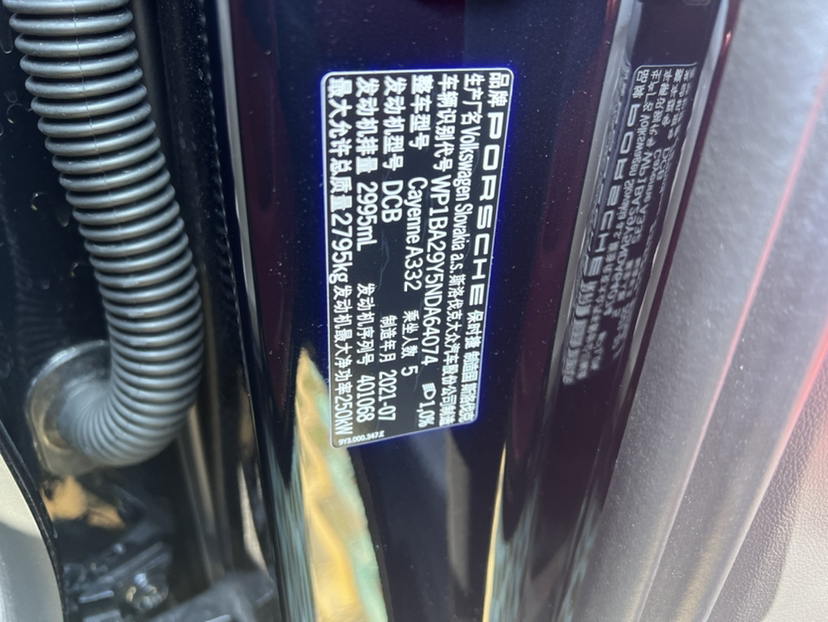 品牌 PORSCHE 保时捷 制造国 斯洛伐克
生产厂名 Volkswagen Slovakia a.s.斯洛伐克大众汽车股份公司制造
车辆识别代号 WP1BA29Y5NDA64074 1,0%
整车型号 Cayenne A332 乘坐人数 5
发动机型号 DCB 制造年月 2021-07
发动机排量 2995mL 发动机序列号 401068
最大允许总质量 2795kg 发动机最大净功率 250kW
9Y3.000.347.E